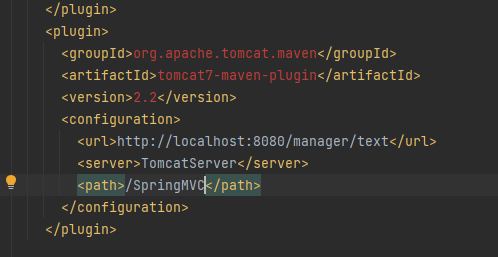 </plugin>
<plugin>
<groupId>org.apache.tomcat.maven</groupId>
<artifactId>tomcat7-maven-plugin</artifactId>
<version>2.2</version>
<configuration>
<url>http://localhost:8080/manager/text</url>
<server>TomcatServer</server>
<path>/SpringMVC</path>
</configuration>
</plugin>